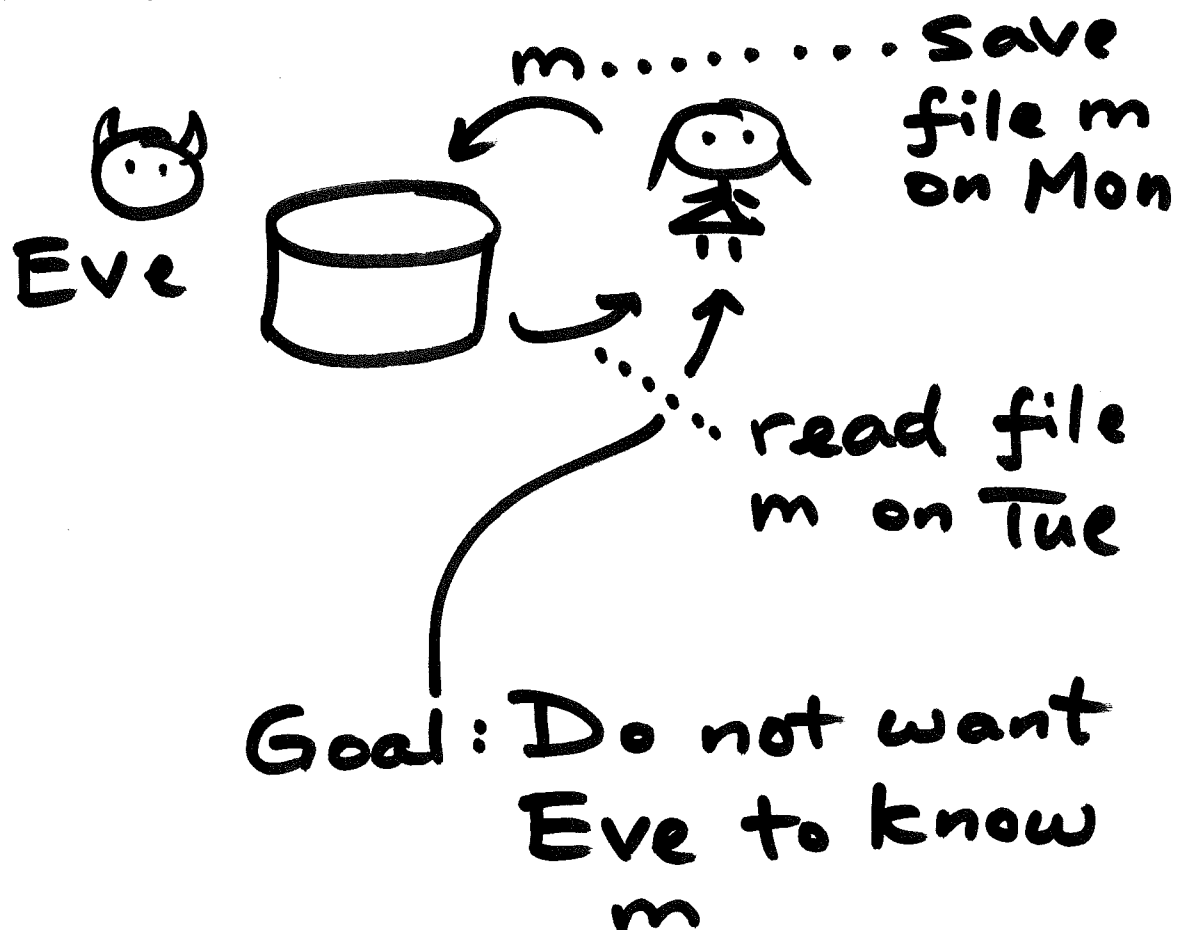 m......... save
file m
on Mon
Eve
read file
m on Tue
Goal: Do not want
Eve to know
m